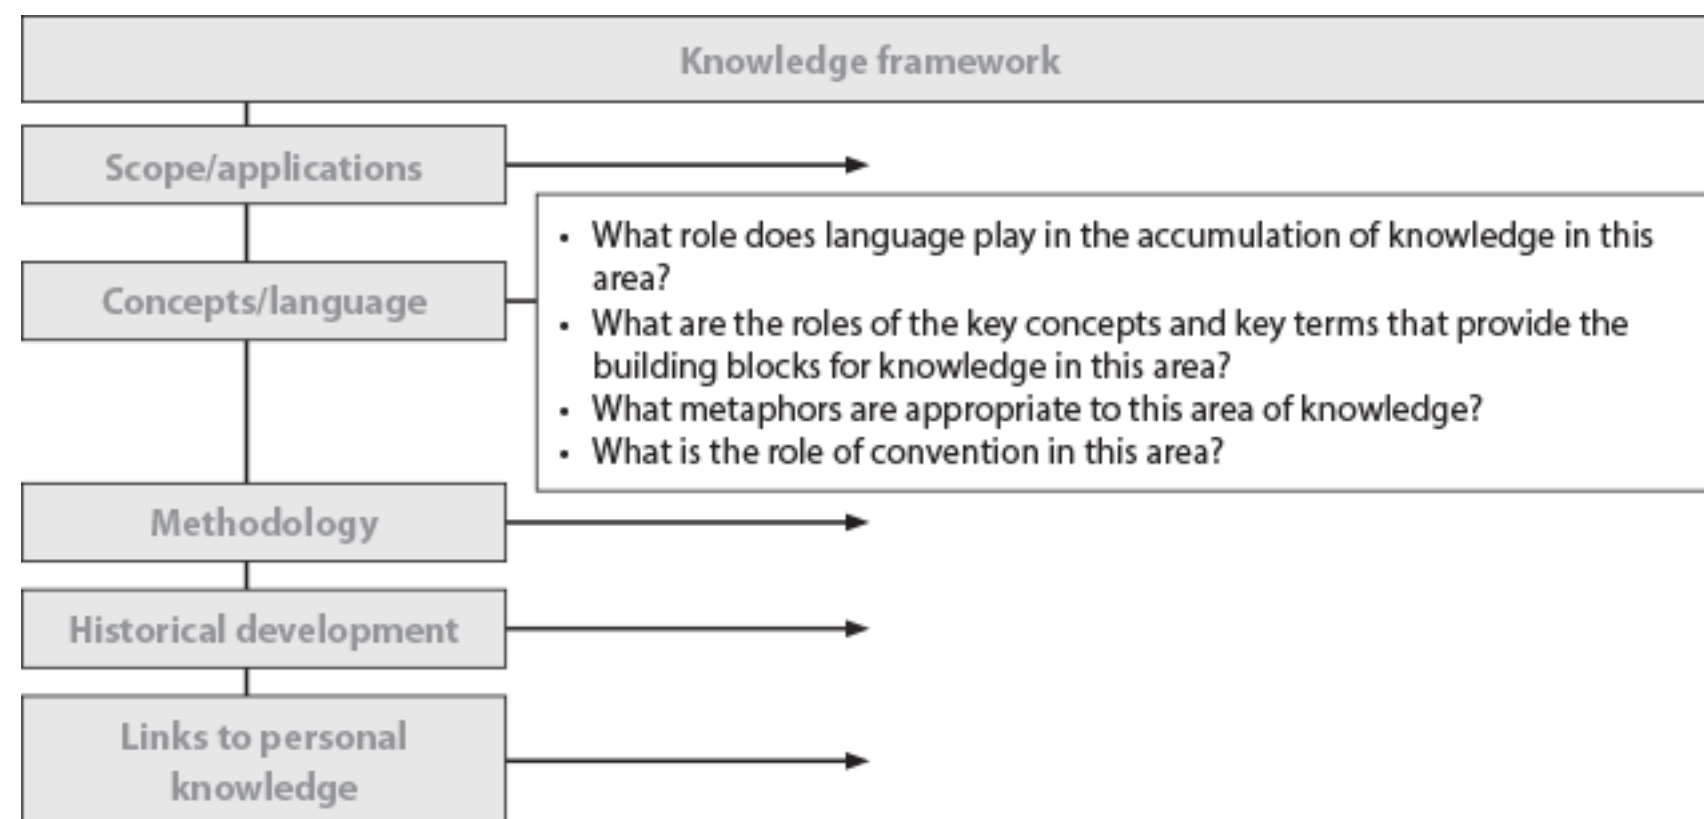 Knowledge framework
Scope/applications
Concepts/language
• What role does language play in the accumulation of knowledge in this
area?
• What are the roles of the key concepts and key terms that provide the
building blocks for knowledge in this area?
• What metaphors are appropriate to this area of knowledge?
• What is the role of convention in this area?
Methodology
Historical development
Links to personal
knowledge